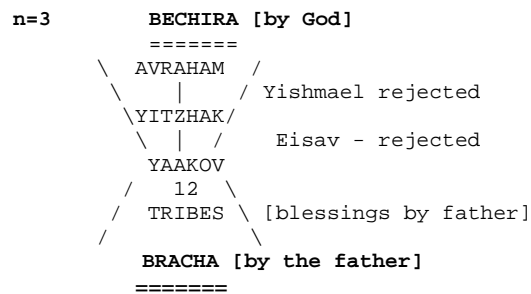 n=3 BECHIRA [by God]
=======
\ AVRAHAM /
\ | / Yishmael rejected
\YITZHAK/
\ | / Eisav - rejected
YAAKOV
/ 12 \
/ TRIBES \ [blessings by father]
/ \
BRACHA [by the father]
=======